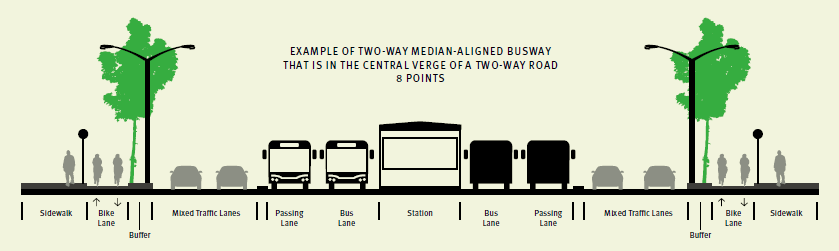 EXAMPLE OF TWO-WAY MEDIAN-ALIGNED BUSWAY
THAT IS IN THE CENTRAL VERGE OF A TWO-WAY ROAD
8 POINTS
Sidewalk
Bike
Lane
Buffer
Mixed Traffic Lanes
Passing
Lane
Bus
Lane
Station
Bus
Lane
Passing
Lane
Mixed Traffic Lanes
Buffer
Bike
Lane
Sidewalk